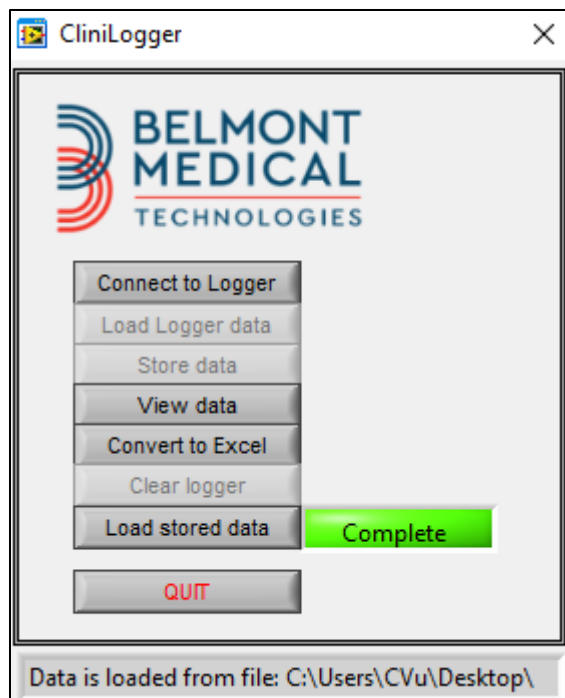 CliniLogger
BELMONT
MEDICAL
TECHNOLOGIES
Connect to Logger
Load Logger data
Store data
View data
Convert to Excel
Clear logger
Load stored data
Complete
QUIT
Data is loaded from file: C:\Users\CVu\Desktop\